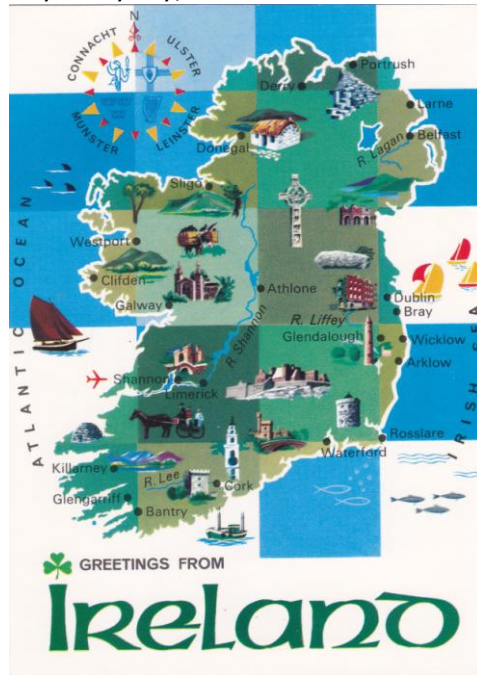 N
CONNACHT
ULSTER
MUNSTER
LEINSTER
Portrush
Derry
Larne
Donegal
Belfast
R. Lagan
Sligo
Westport
Clifden
Galway
Athlone
R. Shannon
R. Liffey
Dublin
Bray
Glendalough
Wicklow
Arklow
Shannon
Limerick
Rosslare
Waterford
Killarney
R. Lee
Cork
Glengarriff
Bantry
ATLANTIC OCEAN
IRISH SEA
GREETINGS FROM
IRELAND